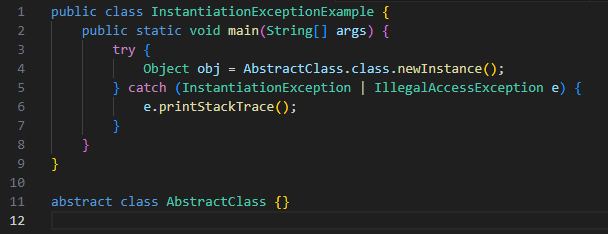 1 public class InstantiationExceptionExample {
2     public static void main(String[] args) {
3         try {
4             Object obj = AbstractClass.class.newInstance();
5         } catch (InstantiationException | IllegalAccessException e) {
6             e.printStackTrace();
7         }
8     }
9 }
10
11 abstract class AbstractClass {}
12